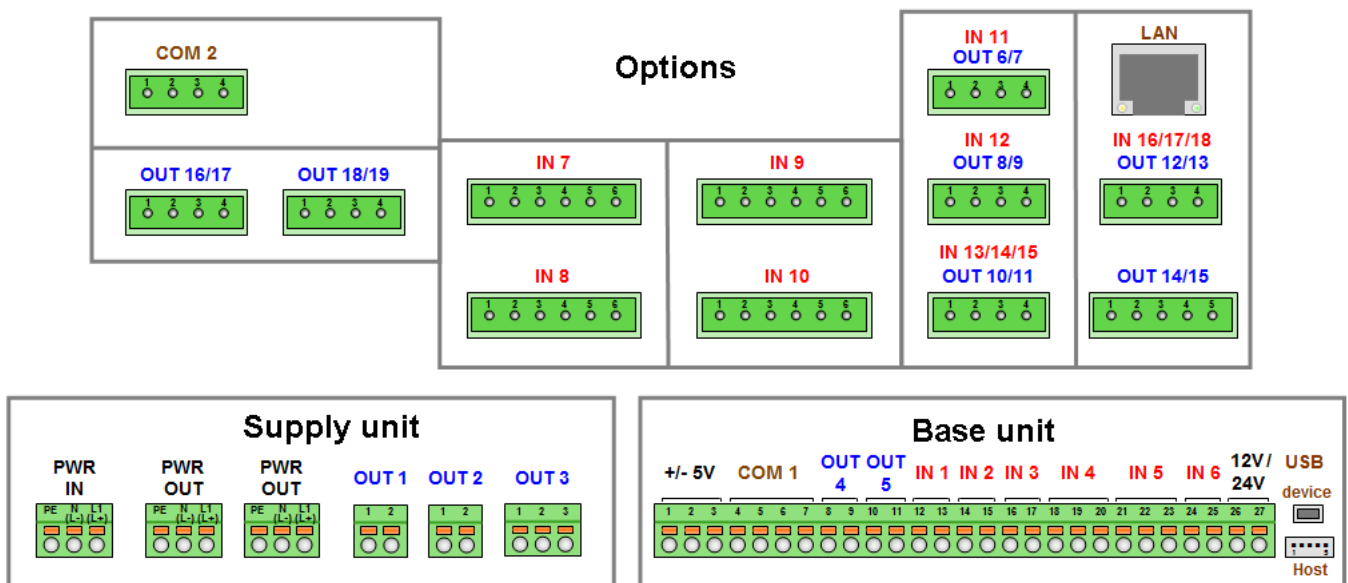 Options
COM 2
1 2 3 4
OUT 16/17 OUT 18/19
1 2 3 4 1 2 3 4
IN 7
1 2 3 4 5 6
IN 8
1 2 3 4 5 6
IN 9
1 2 3 4 5 6
IN 10
1 2 3 4 5 6
IN 11
OUT 6/7
1 2 3 4
IN 12
OUT 8/9
1 2 3 4
IN 13/14/15
OUT 10/11
1 2 3 4
LAN
IN 16/17/18
OUT 12/13
1 2 3 4
OUT 14/15
1 2 3 4 5
Supply unit
PWR
IN
PE N L1
(L-) (L+)
PWR
OUT
PE N L1
(L-) (L+)
PWR
OUT
PE N L1
(L-) (L+)
OUT 1
1 2
OUT 2
1 2
OUT 3
1 2 3
Base unit
+/- 5V COM 1 OUT 4 OUT 5 IN 1 IN 2 IN 3 IN 4 IN 5 IN 6 12V / 24V
1 2 3 4 5 6 7 8 9 10 11 12 13 14 15 16 17 18 19 20 21 22 23 24 25 26 27
USB
device
1 5
Host